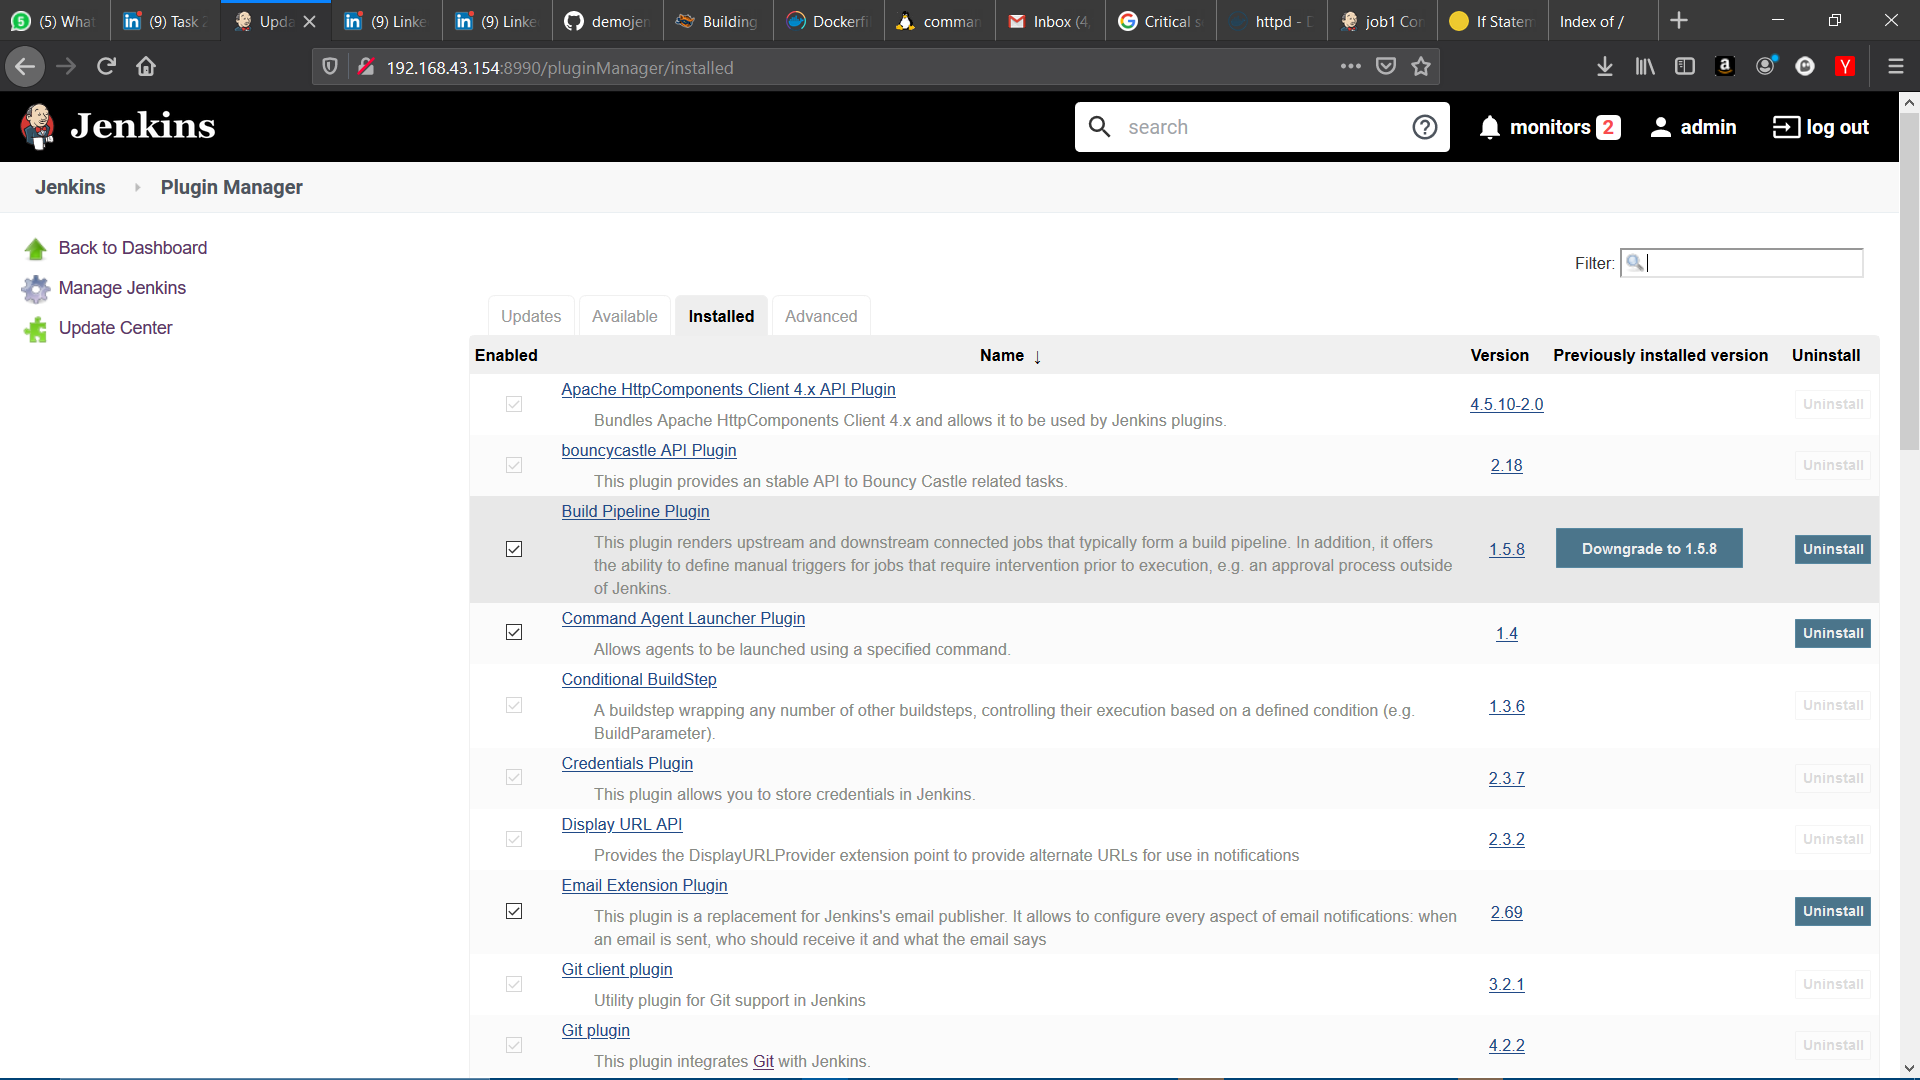 (5) What
(9) Task
Upda
(9) Linke
(9) Linke
demojen
Building
Dockerfi
comman
Inbox (4,
Critical s
httpd - D
job1 Con
If Statem
Index of /
192.168.43.154:8990/pluginManager/installed
Jenkins
search
monitors 2
admin
log out
Jenkins
Plugin Manager
Back to Dashboard
Manage Jenkins
Update Center
Filter:
Updates
Available
Installed
Advanced
Enabled
Name ↓
Version
Previously installed version
Uninstall
Apache HttpComponents Client 4.x API Plugin
Bundles Apache HttpComponents Client 4.x and allows it to be used by Jenkins plugins.
4.5.10-2.0
Uninstall
bouncycastle API Plugin
This plugin provides an stable API to Bouncy Castle related tasks.
2.18
Uninstall
Build Pipeline Plugin
This plugin renders upstream and downstream connected jobs that typically form a build pipeline. In addition, it offers
the ability to define manual triggers for jobs that require intervention prior to execution, e.g. an approval process outside
of Jenkins.
1.5.8
Downgrade to 1.5.8
Uninstall
Command Agent Launcher Plugin
Allows agents to be launched using a specified command.
1.4
Uninstall
Conditional BuildStep
A buildstep wrapping any number of other buildsteps, controlling their execution based on a defined condition (e.g.
BuildParameter).
1.3.6
Uninstall
Credentials Plugin
This plugin allows you to store credentials in Jenkins.
2.3.7
Uninstall
Display URL API
Provides the DisplayURLProvider extension point to provide alternate URLs for use in notifications
2.3.2
Uninstall
Email Extension Plugin
This plugin is a replacement for Jenkins's email publisher. It allows to configure every aspect of email notifications: when
an email is sent, who should receive it and what the email says
2.69
Uninstall
Git client plugin
Utility plugin for Git support in Jenkins
3.2.1
Uninstall
Git plugin
This plugin integrates Git with Jenkins.
4.2.2
Uninstall